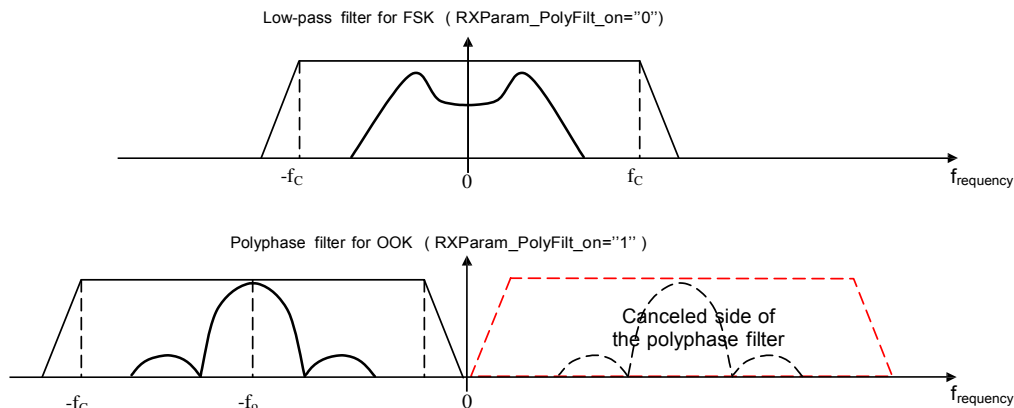 Low-pass filter for FSK ( RXParam_PolyFilt_on=''0'')
-fC
0
fC
frequency
Polyphase filter for OOK ( RXParam_PolyFilt_on=''1'' )
Canceled side of
the polyphase filter
-fC
-fo
0
frequency